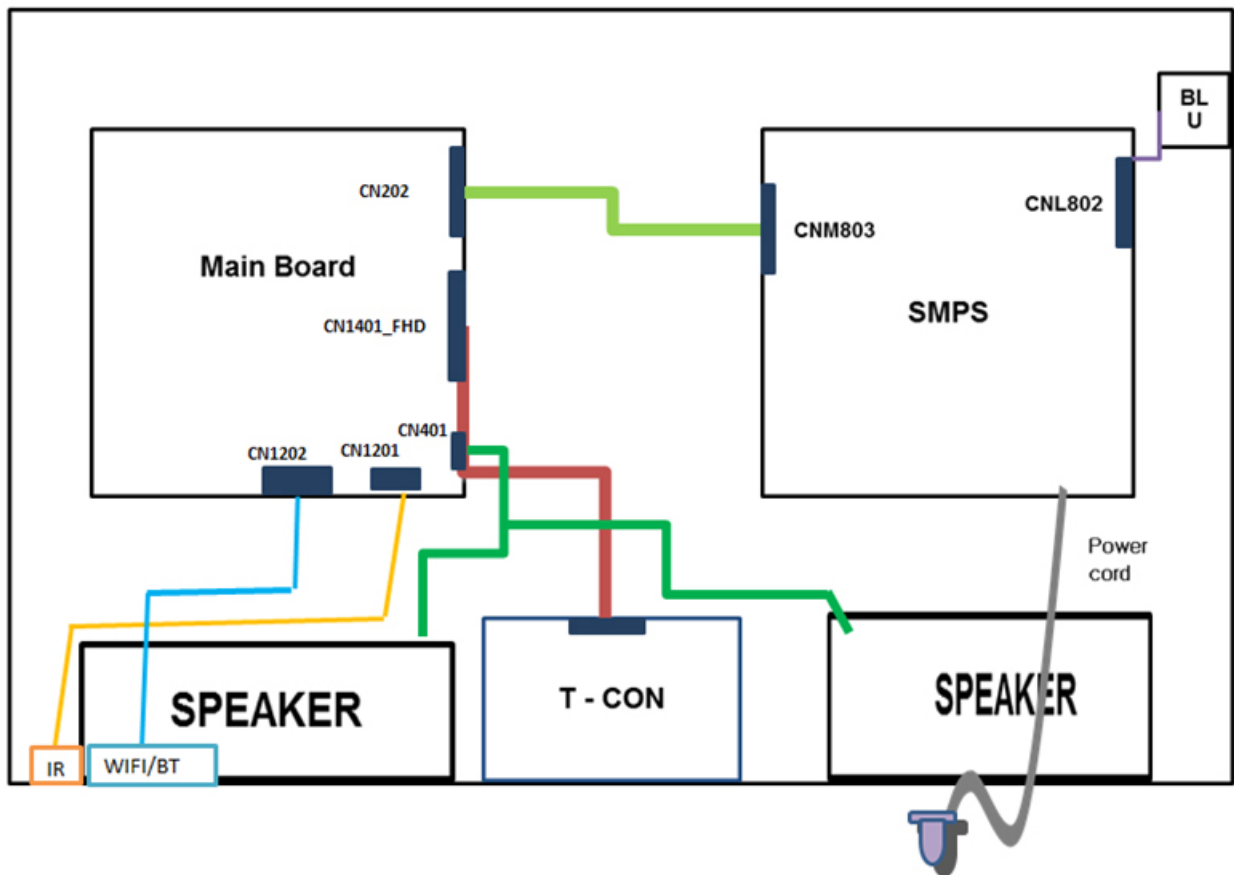 BL
U
CN202
CNL802
CNM803
Main Board
SMPS
CN1401_FHD
CN401
CN1202
CN1201
Power
cord
SPEAKER
T - CON
SPEAKER
IR
WIFI/BT